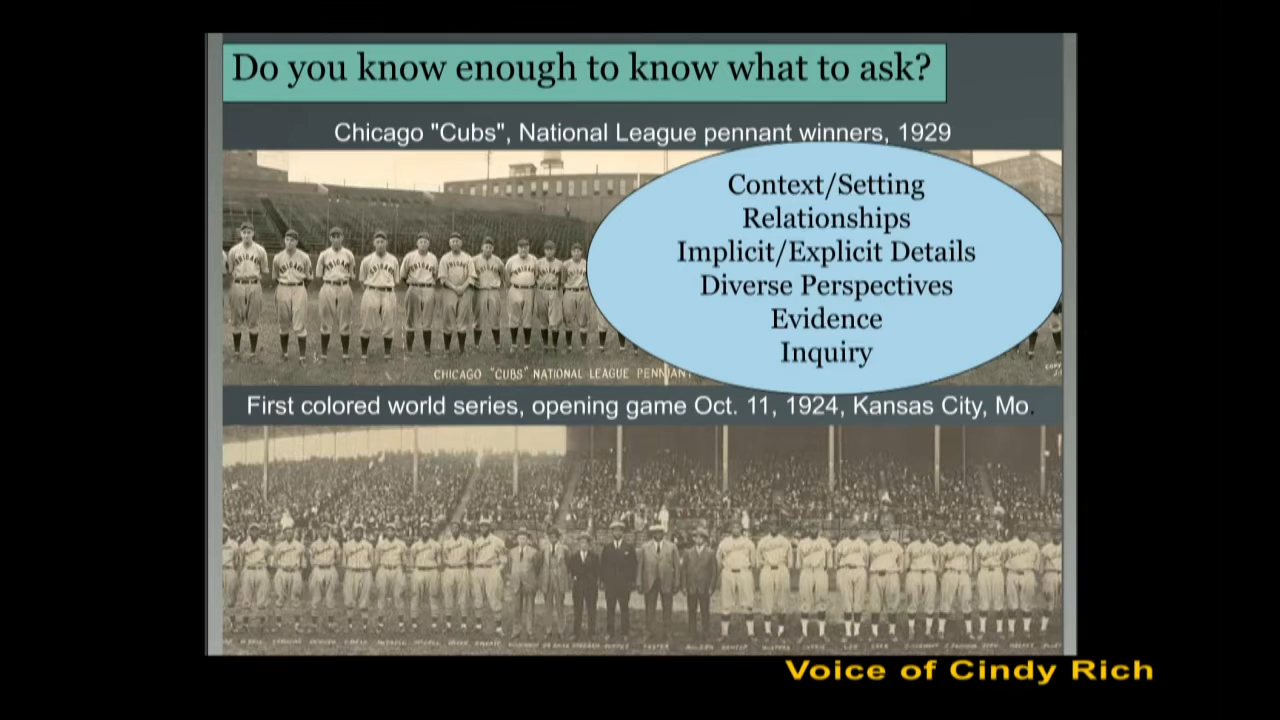 Do you know enough to know what to ask?
Chicago "Cubs", National League pennant winners, 1929
Context/Setting
Relationships
Implicit/Explicit Details
Diverse Perspectives
Evidence
Inquiry
CHICAGO "CUBS" NATIONAL LEAGUE PENNANT
First colored world series, opening game Oct. 11, 1924, Kansas City, Mo.
Voice of Cindy Rich